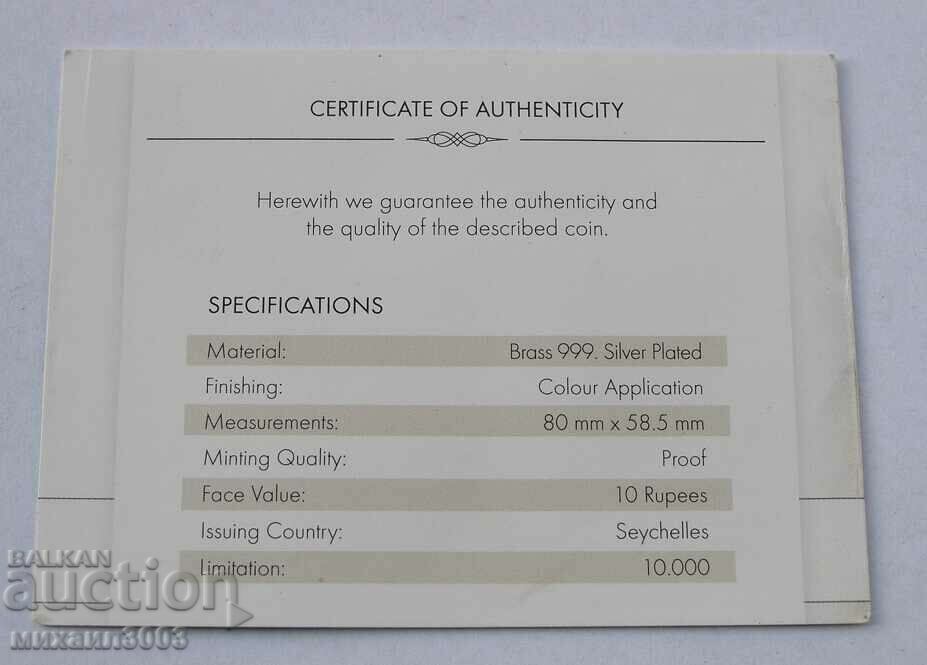 CERTIFICATE OF AUTHENTICITY
Herewith we guarantee the authenticity and
the quality of the described coin.
SPECIFICATIONS
Material: Brass 999. Silver Plated
Finishing: Colour Application
Measurements: 80 mm x 58.5 mm
Minting Quality: Proof
Face Value: 10 Rupees
Issuing Country: Seychelles
Limitation: 10.000
BALKAN
auction
михаил3003